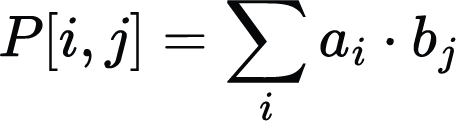 P[i, j] = ∑_i a_i · b_j